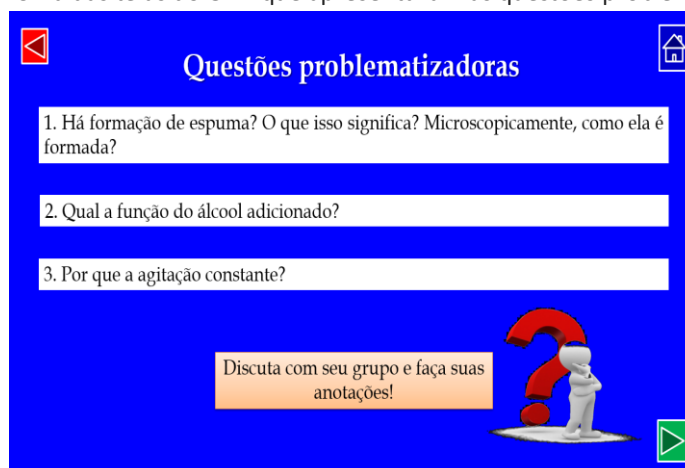 Questões problematizadoras
1. Há formação de espuma? O que isso significa? Microscopicamente, como ela é
formada?
2. Qual a função do álcool adicionado?
3. Por que a agitação constante?
Discuta com seu grupo e faça suas
anotações!